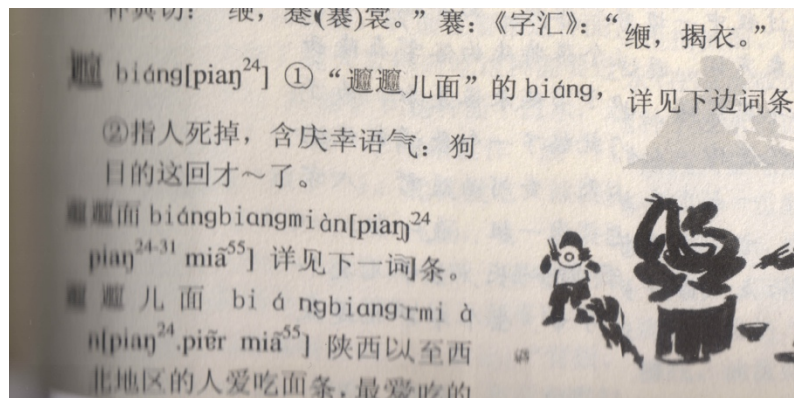 缏，蹇(褰)裳。”褰：《字汇》：“缏，揭衣。”
𰻝 biáng[piaŋ²⁴] ① “𰻝𰻝儿面”的 biáng，详见下边词条
②指人死掉，含庆幸语气：狗
日的这回才～了。
𰻝𰻝面 biángbiangmiàn[piaŋ²⁴
piaŋ²⁴⁻³¹ miã⁵⁵] 详见下一词条。
𰻝 𰻝 儿 面 bi á ngbiangrmi à
n[piaŋ²⁴.piẽr miã⁵⁵] 陕西以至西
北地区的人爱吃面条，最爱吃的